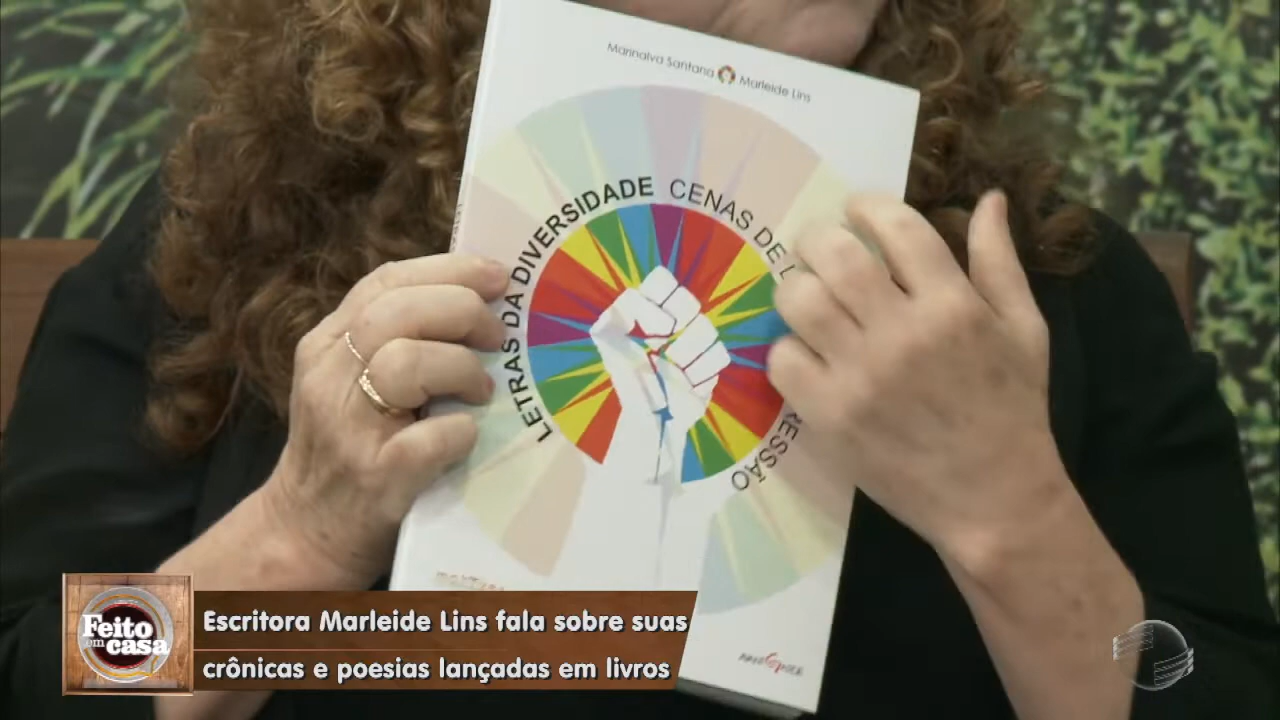 Marinalva Santana Marleide Lins
LETRAS DA DIVERSIDADE CENAS DE
RESSÃO
Feito
em casa
Escritora Marleide Lins fala sobre suas
crônicas e poesias lançadas em livros